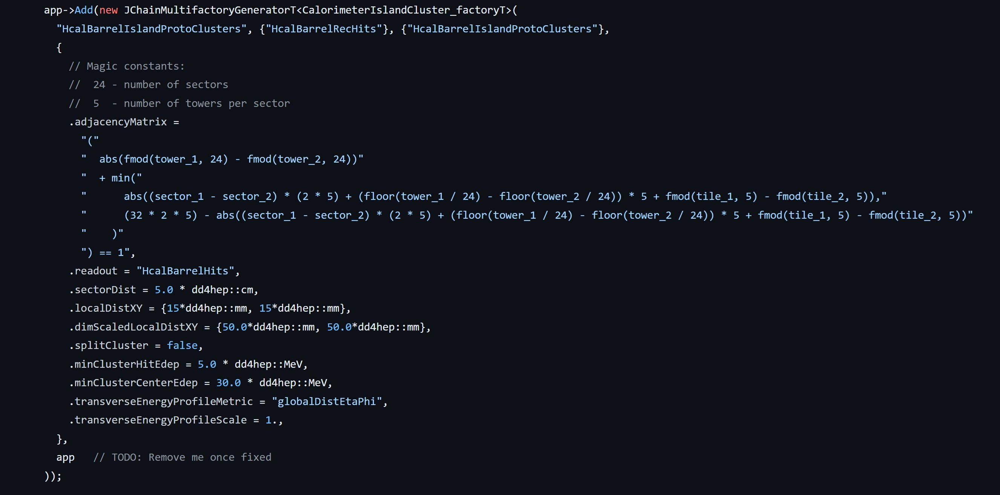 app->Add(new JChainMultifactoryGeneratorT<CalorimeterIslandCluster_factoryT>(
  "HcalBarrelIslandProtoClusters", {"HcalBarrelRecHits"}, {"HcalBarrelIslandProtoClusters"},
  {
    // Magic constants:
    //  24 - number of sectors
    //  5  - number of towers per sector
    .adjacencyMatrix =
      "("
      "  abs(fmod(tower_1, 24) - fmod(tower_2, 24))"
      "  + min("
      "      abs((sector_1 - sector_2) * (2 * 5) + (floor(tower_1 / 24) - floor(tower_2 / 24)) * 5 + fmod(tile_1, 5) - fmod(tile_2, 5)),"
      "      (32 * 2 * 5) - abs((sector_1 - sector_2) * (2 * 5) + (floor(tower_1 / 24) - floor(tower_2 / 24)) * 5 + fmod(tile_1, 5) - fmod(tile_2, 5))"
      "    )"
      ") == 1",
    .readout = "HcalBarrelHits",
    .sectorDist = 5.0 * dd4hep::cm,
    .localDistXY = {15*dd4hep::mm, 15*dd4hep::mm},
    .dimScaledLocalDistXY = {50.0*dd4hep::mm, 50.0*dd4hep::mm},
    .splitCluster = false,
    .minClusterHitEdep = 5.0 * dd4hep::MeV,
    .minClusterCenterEdep = 30.0 * dd4hep::MeV,
    .transverseEnergyProfileMetric = "globalDistEtaPhi",
    .transverseEnergyProfileScale = 1.,
  },
  app   // TODO: Remove me once fixed
));